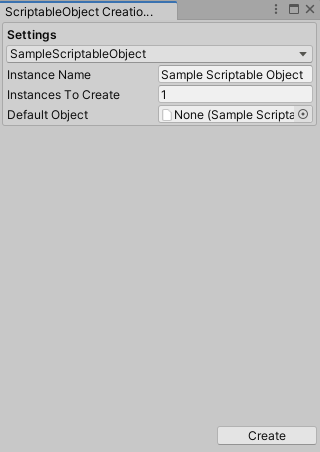 ScriptableObject Creatio...
Settings
SampleScriptableObject
Instance Name Sample Scriptable Object
Instances To Create 1
Default Object None (Sample Scripta
Create